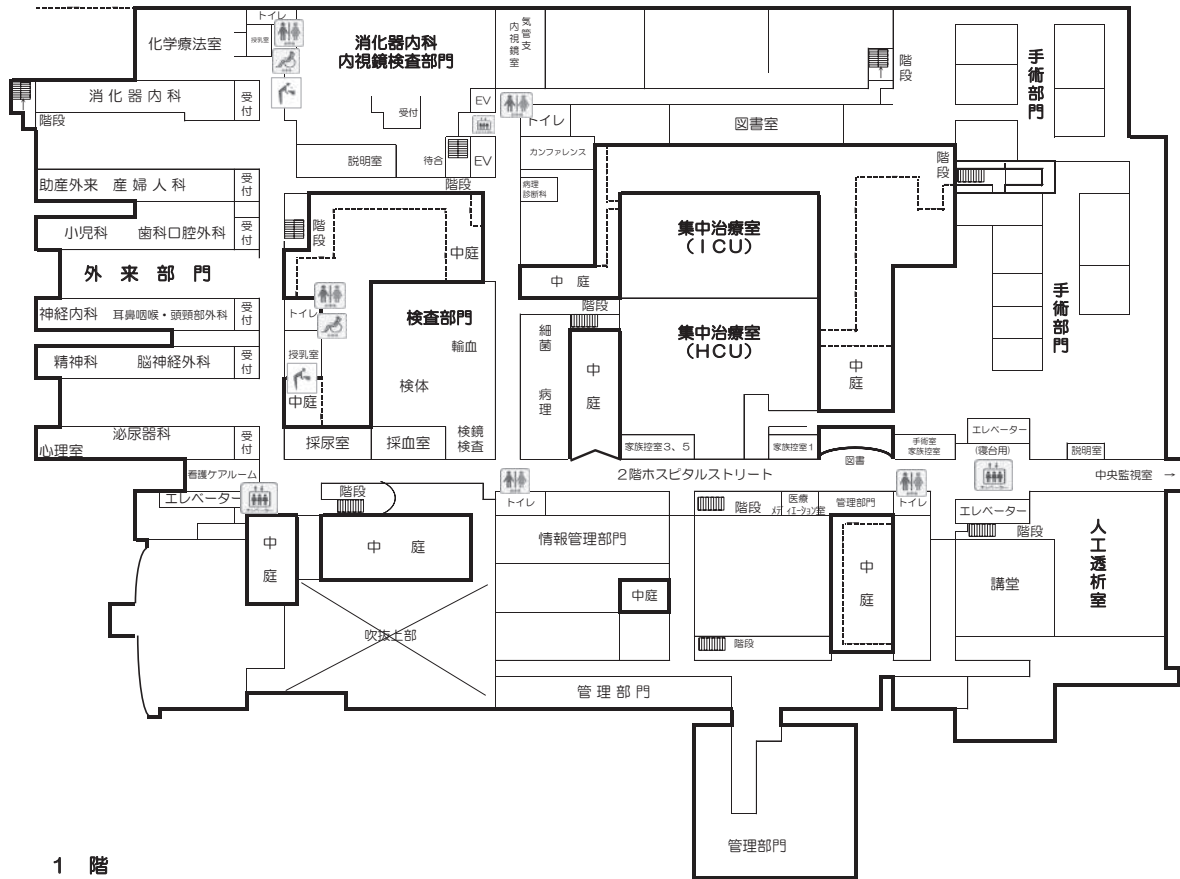 トイレ
授乳室
化学療法室
消化器内科
内視鏡検査部門
気管支
内視鏡室
階段
手術部門
消化器内科
受付
階段
受付
EV
トイレ
図書室
説明室
待合
EV
階段
カンファレンス
階段
助産外来 産婦人科
受付
病理
診断科
小児科 歯科口腔外科
受付
階段
中庭
集中治療室
(ICU)
中庭
外来部門
手術部門
神経内科 耳鼻咽喉・頭頸部外科
受付
トイレ
検査部門
輸血
階段
細菌
病理
集中治療室
(HCU)
精神科 脳神経外科
受付
授乳室
中庭
検体
中庭
中庭
泌尿器科
心理室
受付
採尿室
採血室
検鏡
検査
家族控室3、5
家族控室1
図書
手術室
家族控室
エレベーター
(寝台用)
説明室
看護ケアルーム
2階ホスピタルストリート
中央監視室 →
エレベーター
階段
トイレ
階段
医療
メディエーション室
管理部門
トイレ
エレベーター
階段
中庭
中庭
情報管理部門
中庭
講堂
人工透析室
中庭
吹抜上部
階段
管理部門
管理部門
1 階